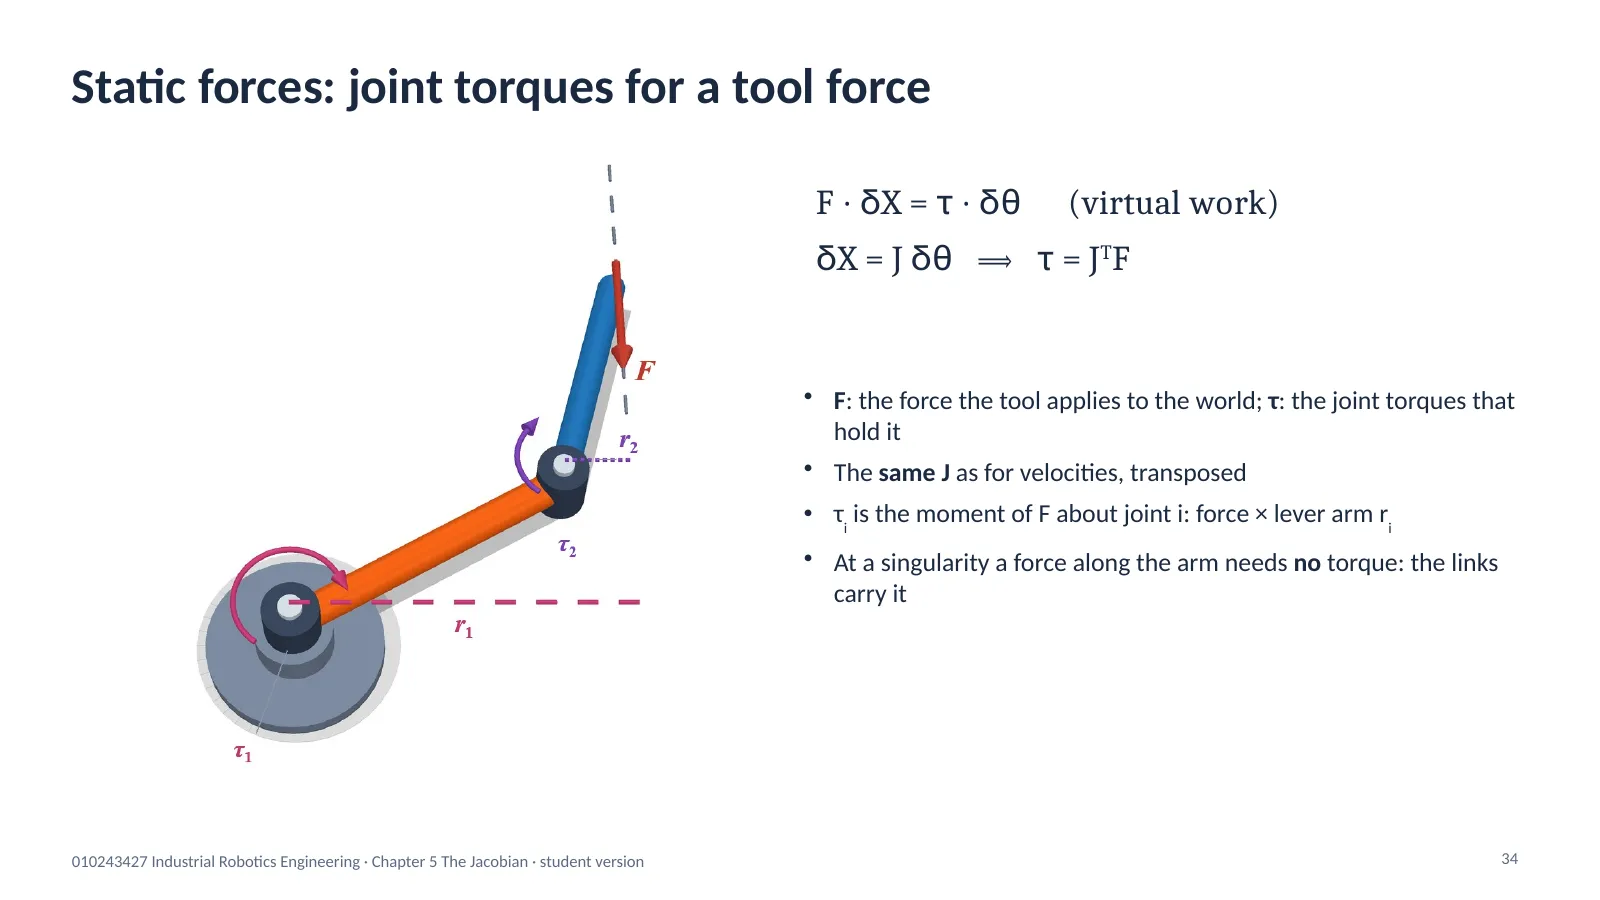 Static forces: joint torques for a tool force
F · δX = τ · δθ (virtual work)
δX = J δθ ⟹ τ = JᵀF
F
r₂
τ₂
r₁
τ₁
• F: the force the tool applies to the world; τ: the joint torques that
hold it
• The same J as for velocities, transposed
• τᵢ is the moment of F about joint i: force × lever arm rᵢ
• At a singularity a force along the arm needs no torque: the links
carry it
010243427 Industrial Robotics Engineering · Chapter 5 The Jacobian · student version
34